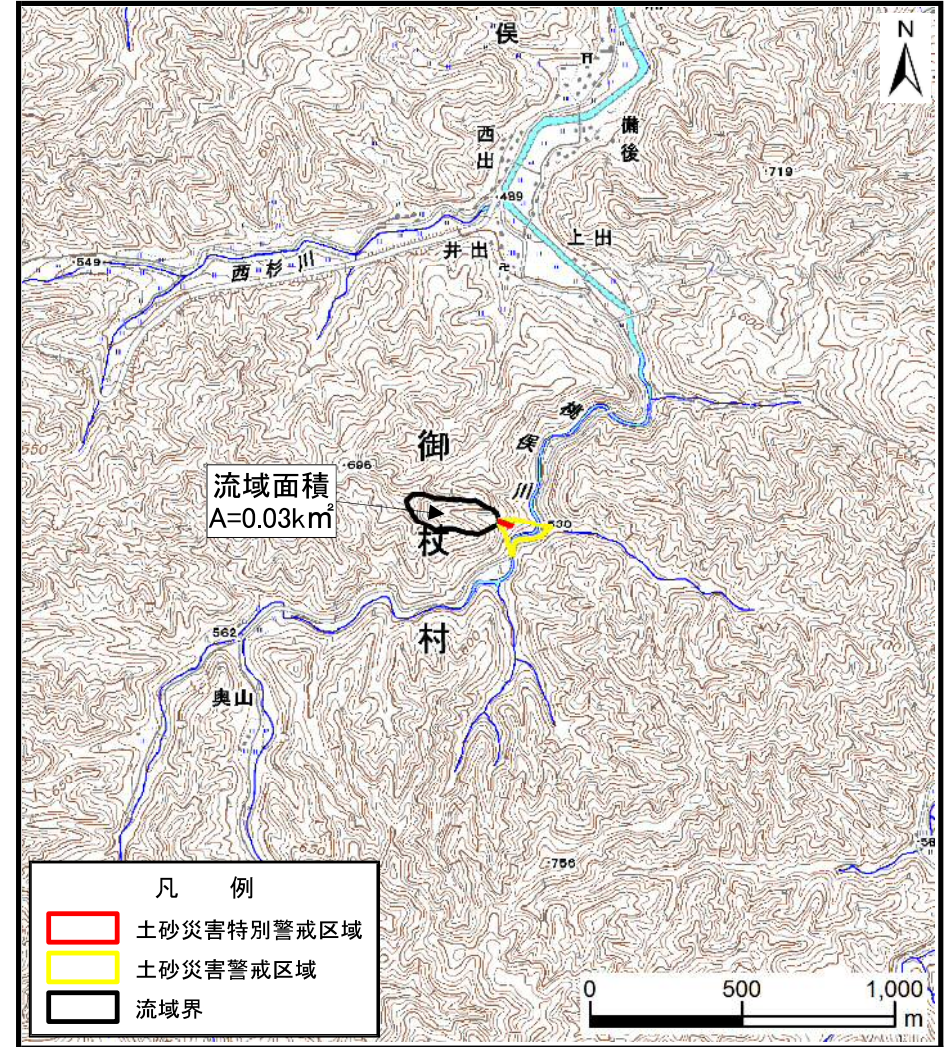 俣
N
備後
西出
719
489
上出
井出
549
西杉川
桃俣川
御杖村
696
流域面積
A=0.03km²
530
562
奥山
650
756
凡 例
土砂災害特別警戒区域
土砂災害警戒区域
流域界
0 500 1,000
m